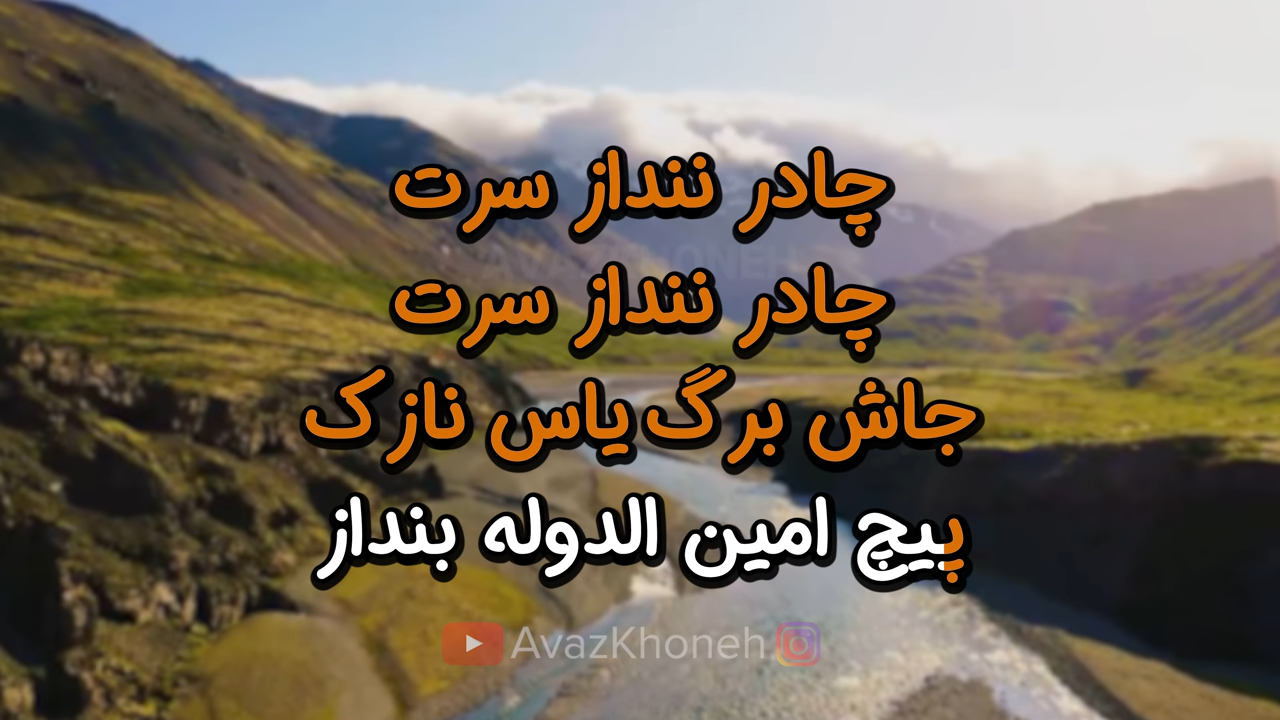 چادر ننداز سرت
چادر ننداز سرت
جاش برگ یاس نازک
پیچ امین الدوله بنداز
AvazKhoneh